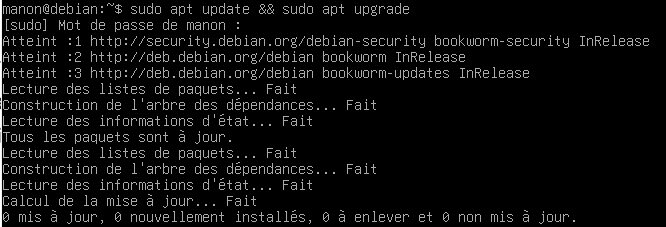 manon@debian:~$ sudo apt update && sudo apt upgrade
[sudo] Mot de passe de manon :
Atteint :1 http://security.debian.org/debian-security bookworm-security InRelease
Atteint :2 http://deb.debian.org/debian bookworm InRelease
Atteint :3 http://deb.debian.org/debian bookworm-updates InRelease
Lecture des listes de paquets... Fait
Construction de l'arbre des dépendances... Fait
Lecture des informations d'état... Fait
Tous les paquets sont à jour.
Lecture des listes de paquets... Fait
Construction de l'arbre des dépendances... Fait
Lecture des informations d'état... Fait
Calcul de la mise à jour... Fait
0 mis à jour, 0 nouvellement installés, 0 à enlever et 0 non mis à jour.